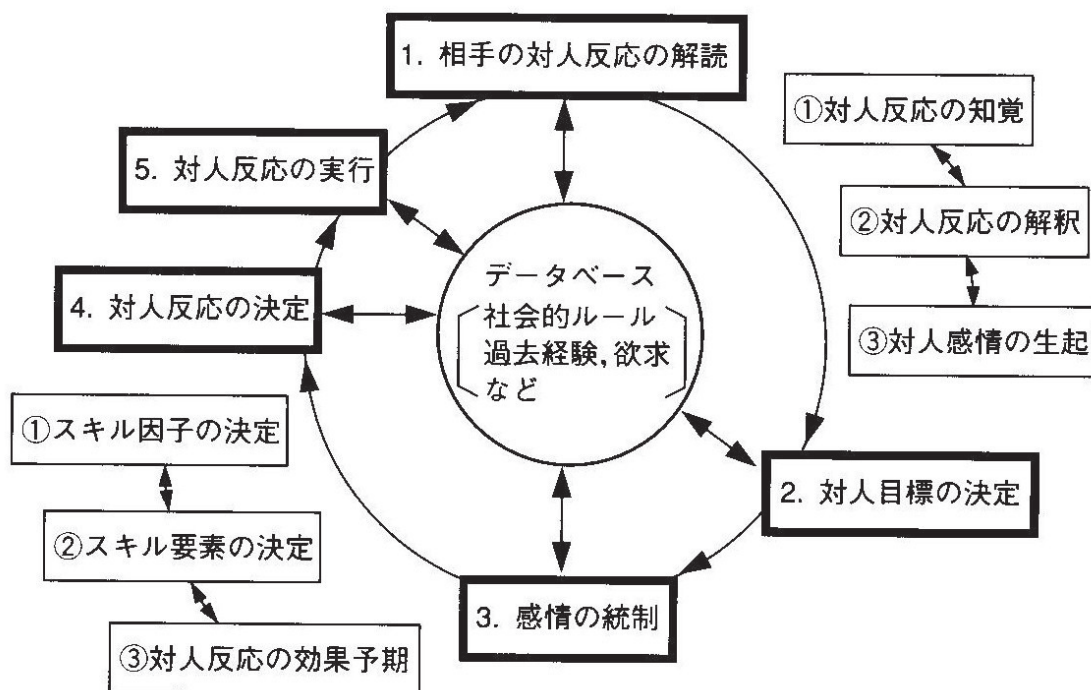 1. 相手の対人反応の解読
①対人反応の知覚
②対人反応の解釈
③対人感情の生起
2. 対人目標の決定
3. 感情の統制
4. 対人反応の決定
①スキル因子の決定
②スキル要素の決定
③対人反応の効果予期
5. 対人反応の実行
データベース
社会的ルール
過去経験,欲求
など